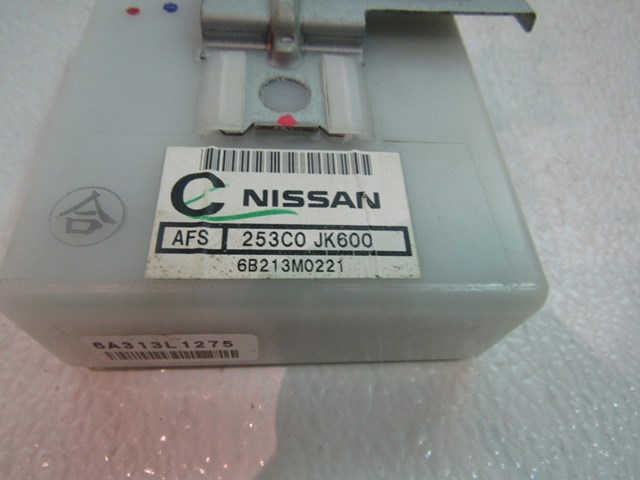 C NISSAN
AFS 253C0 JK600
6B213M0221
合
6A313L1275